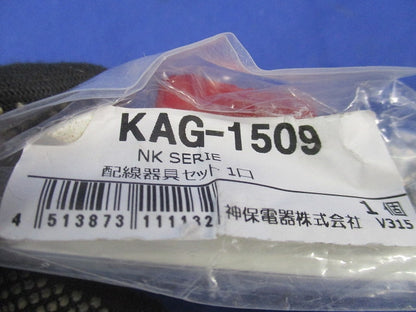 KAG-1509
NK SERIE
配線器具セット 1口
1個
4 513873 111132
神保電器株式会社 V315